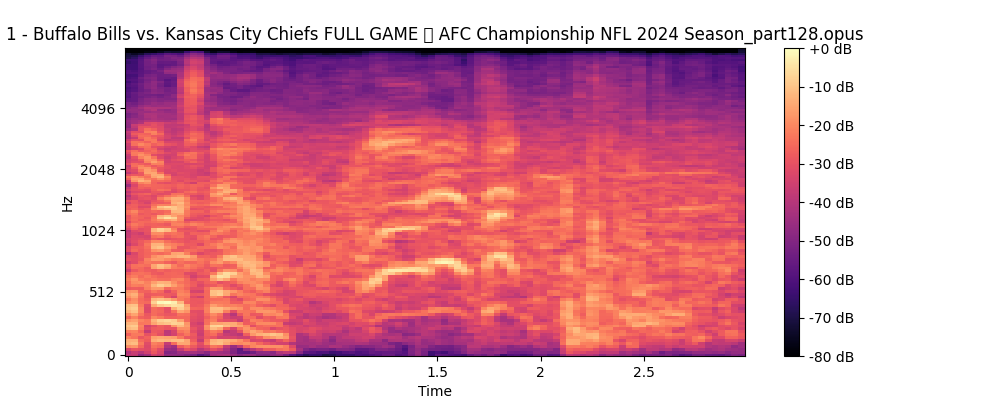 1 - Buffalo Bills vs. Kansas City Chiefs FULL GAME ▯ AFC Championship NFL 2024 Season_part128.opus
+0 dB
-10 dB
-20 dB
-30 dB
-40 dB
-50 dB
-60 dB
-70 dB
-80 dB
4096
2048
1024
512
0
Hz
0
0.5
1
1.5
2
2.5
Time